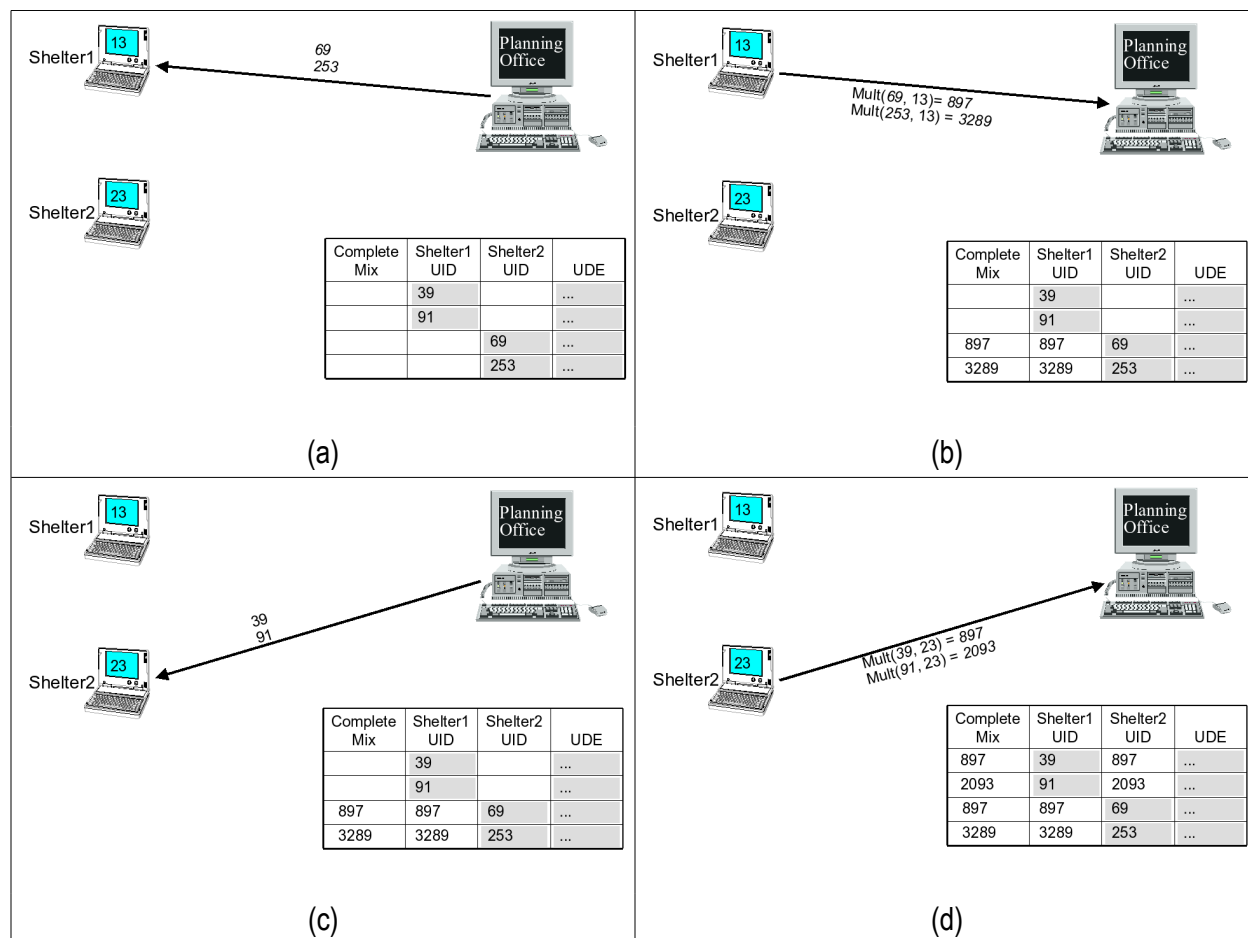 13
Shelter1
69
253
Planning
Office
23
Shelter2
Complete Mix Shelter1 UID Shelter2 UID UDE
39 ...
91 ...
69 ...
253 ...
(a)
13
Shelter1
Planning
Office
Mult(69, 13)= 897
Mult(253, 13) = 3289
23
Shelter2
Complete Mix Shelter1 UID Shelter2 UID UDE
39 ...
91 ...
897 897 69 ...
3289 3289 253 ...
(b)
13
Shelter1
Planning
Office
39
91
23
Shelter2
Complete Mix Shelter1 UID Shelter2 UID UDE
39 ...
91 ...
897 897 69 ...
3289 3289 253 ...
(c)
13
Shelter1
Planning
Office
23
Shelter2
Mult(39, 23) = 897
Mult(91, 23) = 2093
Complete Mix Shelter1 UID Shelter2 UID UDE
897 39 897 ...
2093 91 2093 ...
897 897 69 ...
3289 3289 253 ...
(d)